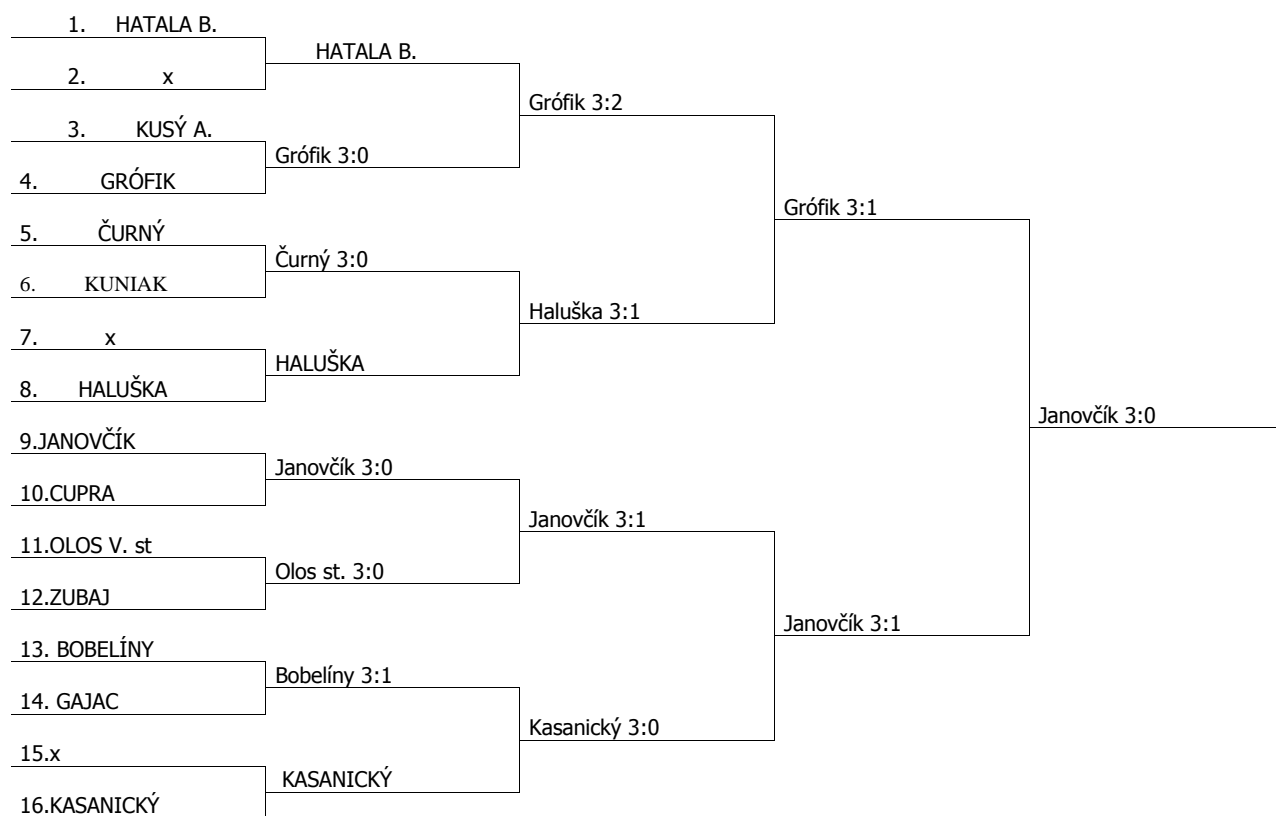 1. HATALA B.
HATALA B.
2. x
Grófik 3:2
3. KUSÝ A.
Grófik 3:0
4. GRÓFIK
Grófik 3:1
5. ČURNÝ
Čurný 3:0
6. KUNIAK
Haluška 3:1
7. x
HALUŠKA
8. HALUŠKA
Janovčík 3:0
9.JANOVČÍK
Janovčík 3:0
10.CUPRA
Janovčík 3:1
11.OLOS V. st
Olos st. 3:0
12.ZUBAJ
Janovčík 3:1
13. BOBELÍNY
Bobelíny 3:1
14. GAJAC
Kasanický 3:0
15.x
KASANICKÝ
16.KASANICKÝ